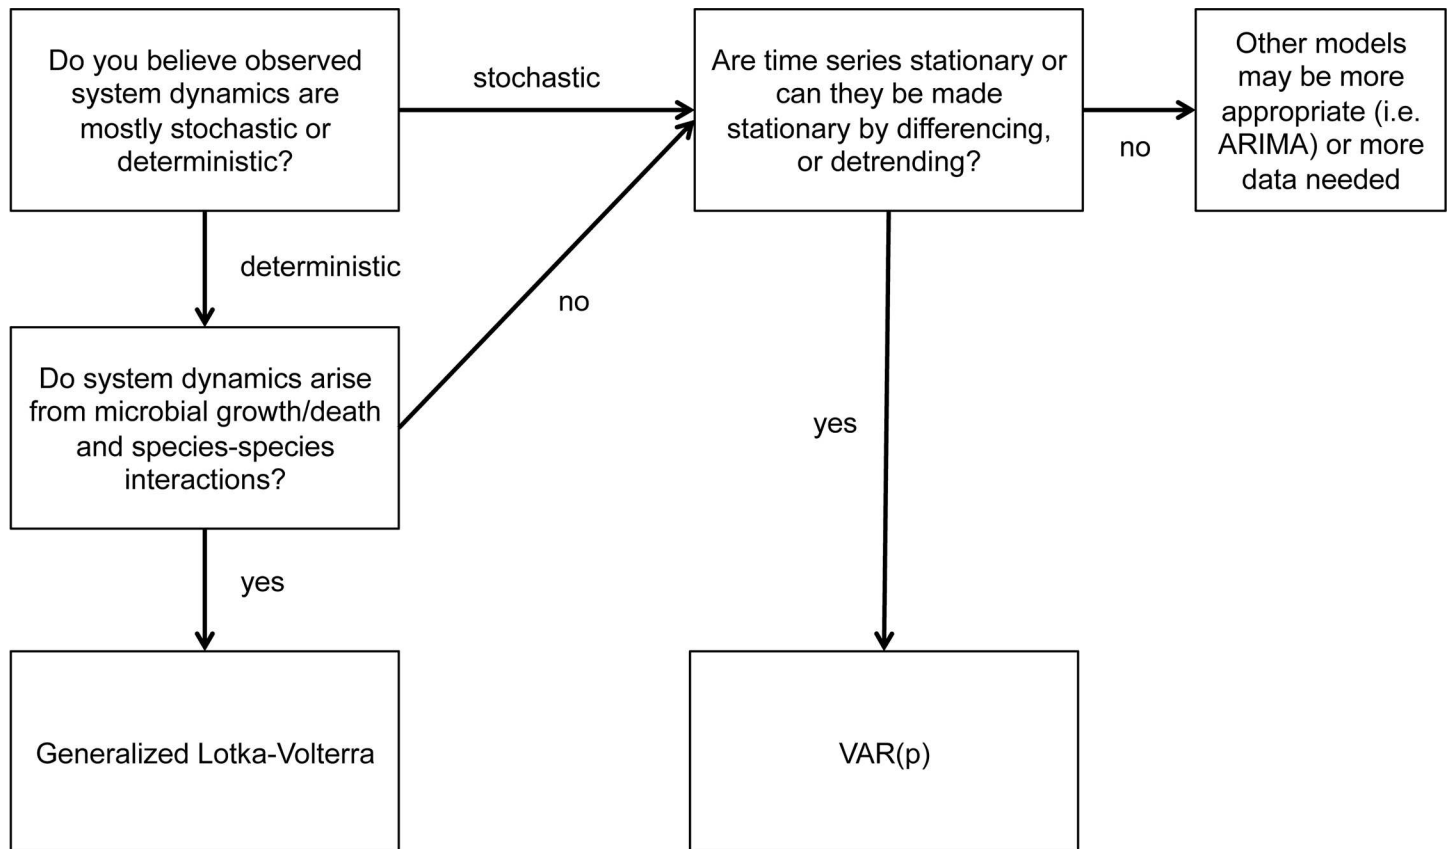 Do you believe observed
system dynamics are
mostly stochastic or
deterministic?
stochastic
Are time series stationary or
can they be made
stationary by differencing,
or detrending?
no
Other models
may be more
appropriate (i.e.
ARIMA) or more
data needed
deterministic
no
Do system dynamics arise
from microbial growth/death
and species-species
interactions?
yes
yes
Generalized Lotka-Volterra
VAR(p)